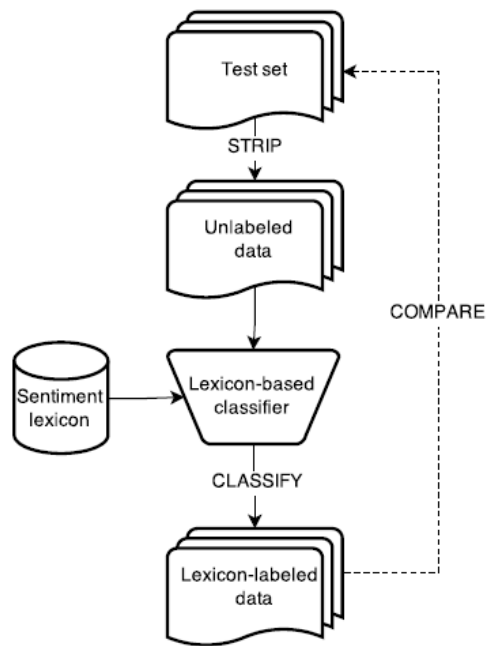 Test set
STRIP
Unlabeled
data
COMPARE
Sentiment
lexicon
Lexicon-based
classifier
CLASSIFY
Lexicon-labeled
data